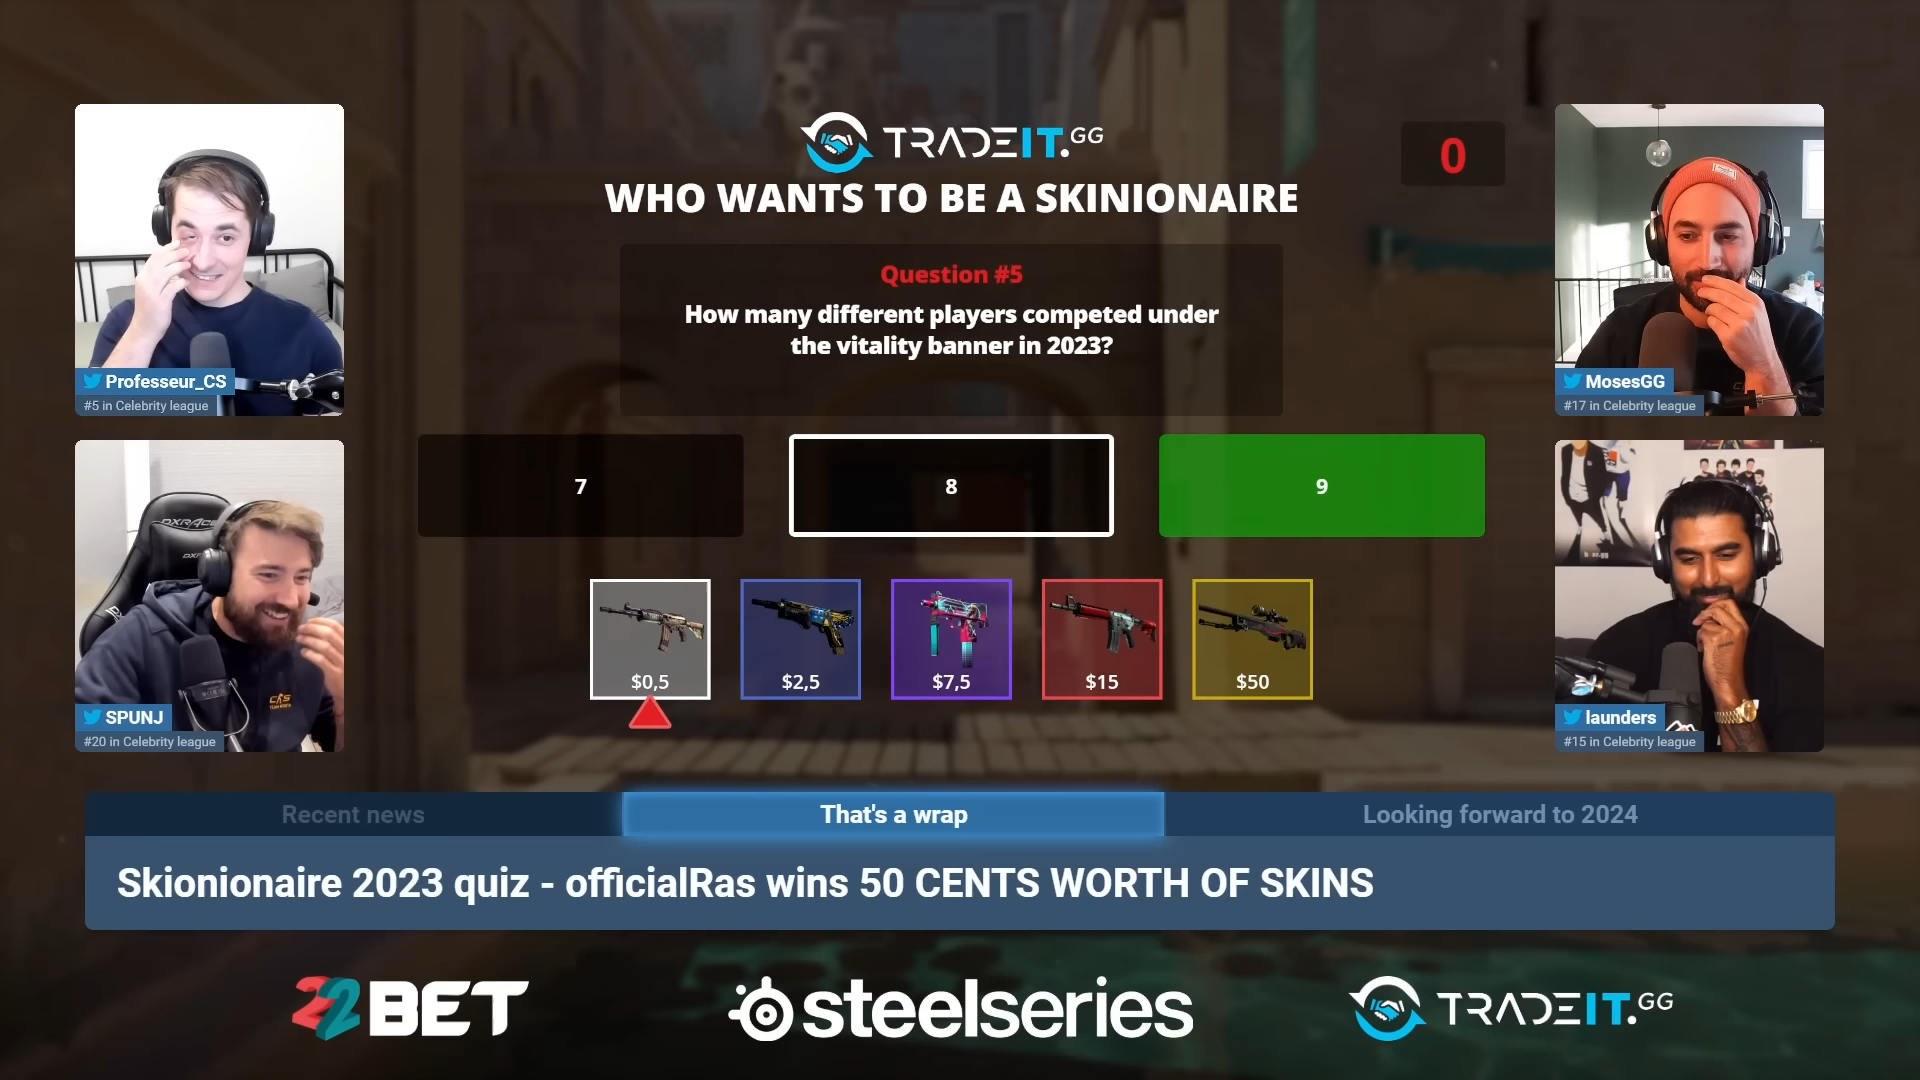 TRADEIT.GG
WHO WANTS TO BE A SKINIONAIRE
0
Question #5
How many different players competed under
the vitality banner in 2023?
7
8
9
$0,5
$2,5
$7,5
$15
$50
Professeur_CS
#5 in Celebrity league
MosesGG
#17 in Celebrity league
DXRACER
SPUNJ
#20 in Celebrity league
launders
#15 in Celebrity league
Recent news
That's a wrap
Looking forward to 2024
Skionionaire 2023 quiz - officialRas wins 50 CENTS WORTH OF SKINS
22BET
steelseries
TRADEIT.GG